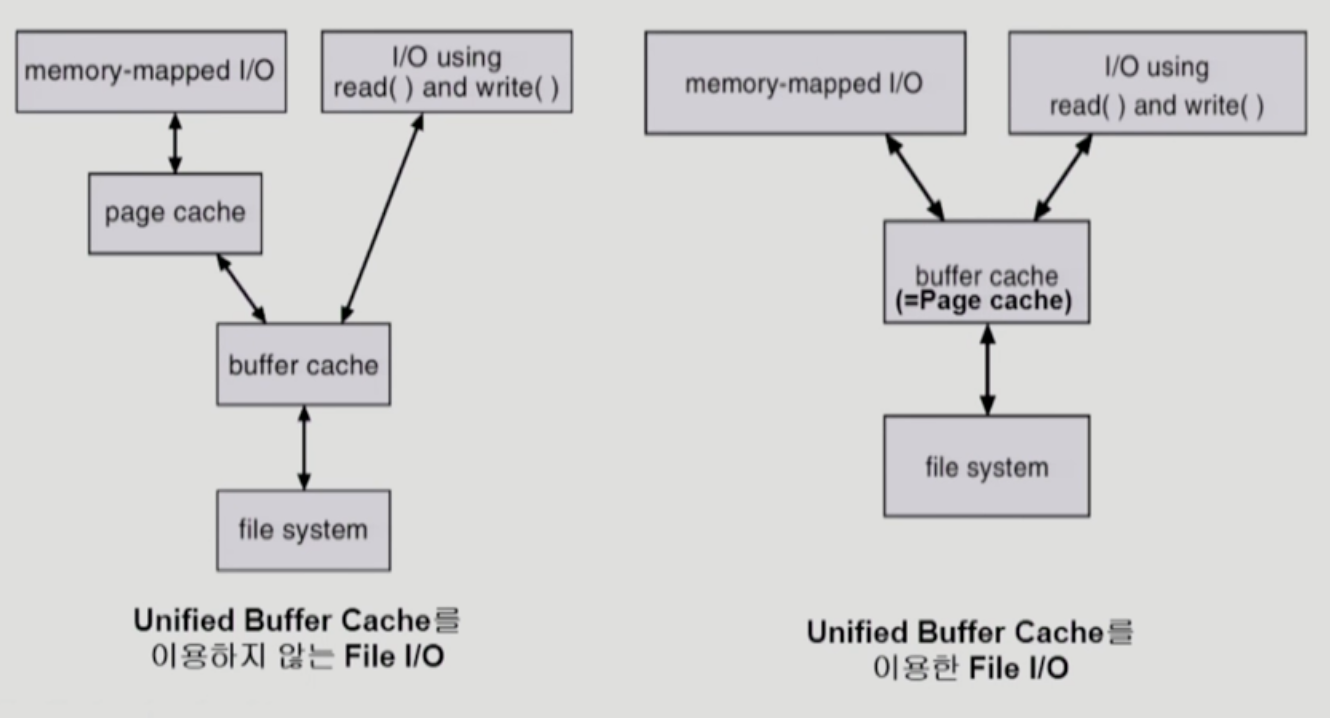 memory-mapped I/O
I/O using
read( ) and write( )
page cache
buffer cache
file system
Unified Buffer Cache를
이용하지 않는 File I/O
memory-mapped I/O
I/O using
read( ) and write( )
buffer cache
(=Page cache)
file system
Unified Buffer Cache를
이용한 File I/O